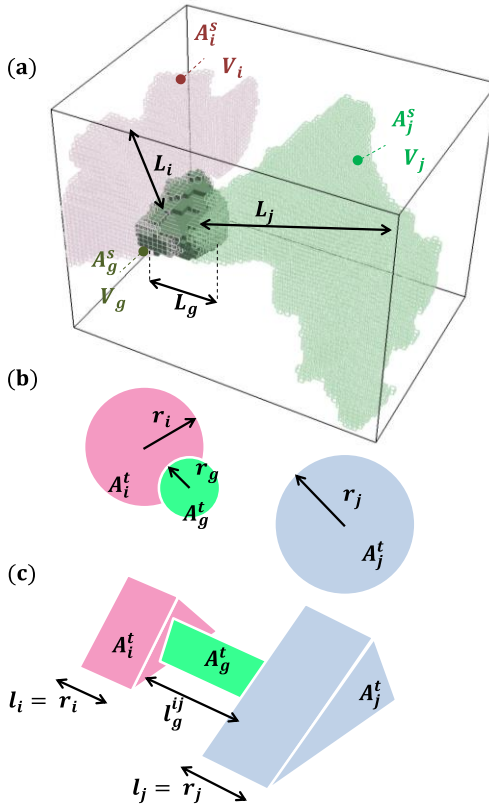 (a)
A_i^s
V_i
A_j^s
V_j
L_i
L_j
A_g^s
V_g
L_g
(b)
r_i
r_g
A_i^t
A_g^t
r_j
A_j^t
(c)
A_i^t
A_g^t
A_j^t
l_i = r_i
l_g^{ij}
l_j = r_j